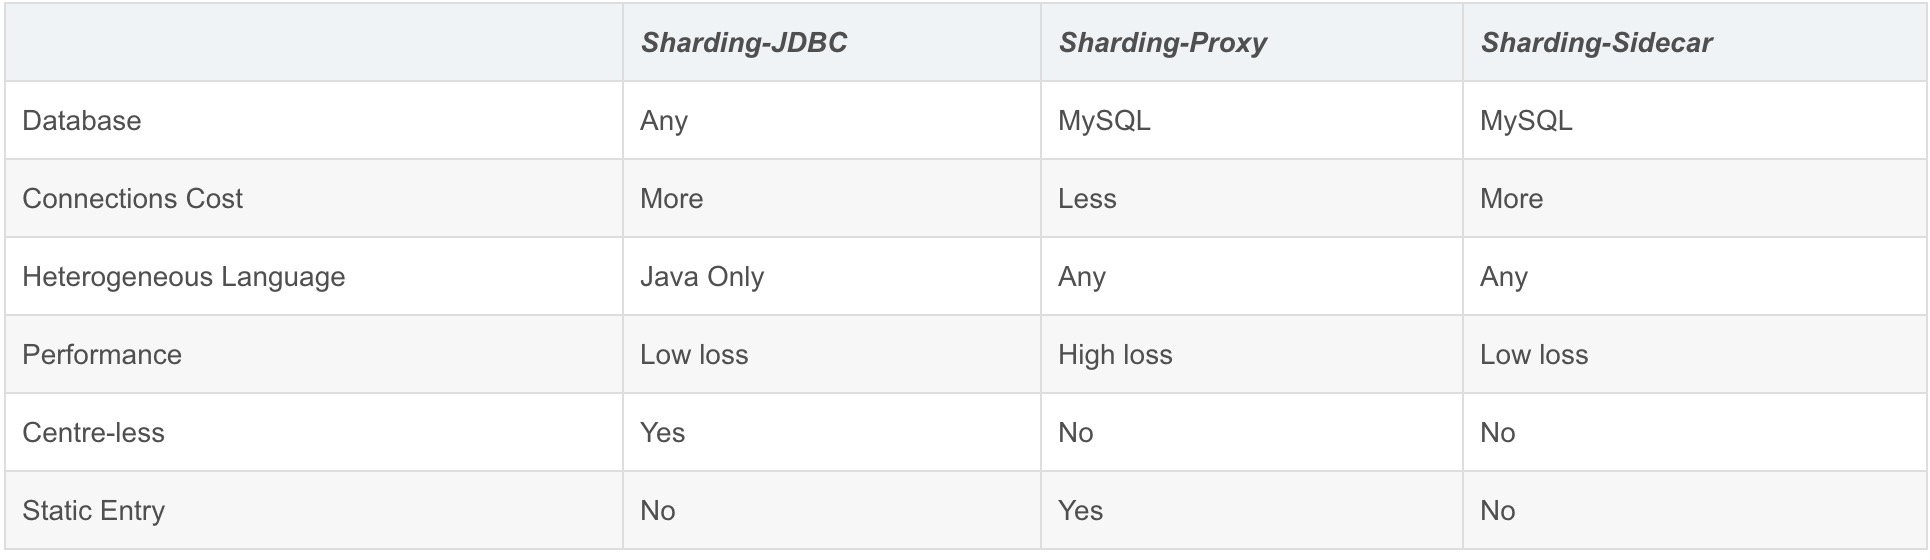 Sharding-JDBC Sharding-Proxy Sharding-Sidecar
Database Any MySQL MySQL
Connections Cost More Less More
Heterogeneous Language Java Only Any Any
Performance Low loss High loss Low loss
Centre-less Yes No No
Static Entry No Yes No